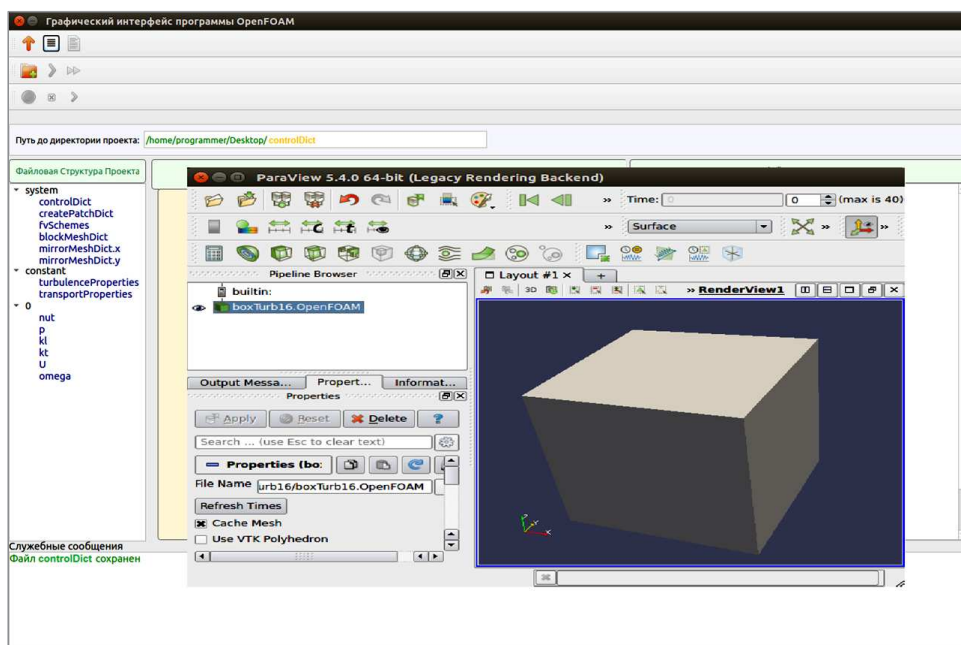 Графический интерфейс программы OpenFOAM
Путь до директории проекта: /home/programmer/Desktop/ controlDict
Файловая Структура Проекта
system
controlDict
createPatchDict
fvSchemes
blockMeshDict
mirrorMeshDict.x
mirrorMeshDict.y
constant
turbulenceProperties
transportProperties
0
nut
p
kl
kt
U
omega
Служебные сообщения
Файл controlDict сохранен
ParaView 5.4.0 64-bit (Legacy Rendering Backend)
» Time: 0 0 (max is 40)
» Surface » »
Pipeline Browser
builtin:
boxTurb16.OpenFOAM
Output Messa... Propert... Informat...
Properties
Apply Reset Delete ?
Search ... (use Esc to clear text)
Properties (bo:
File Name urb16/boxTurb16.OpenFOAM
Refresh Times
Cache Mesh
Use VTK Polyhedron
Layout #1 × +
3D » RenderView1